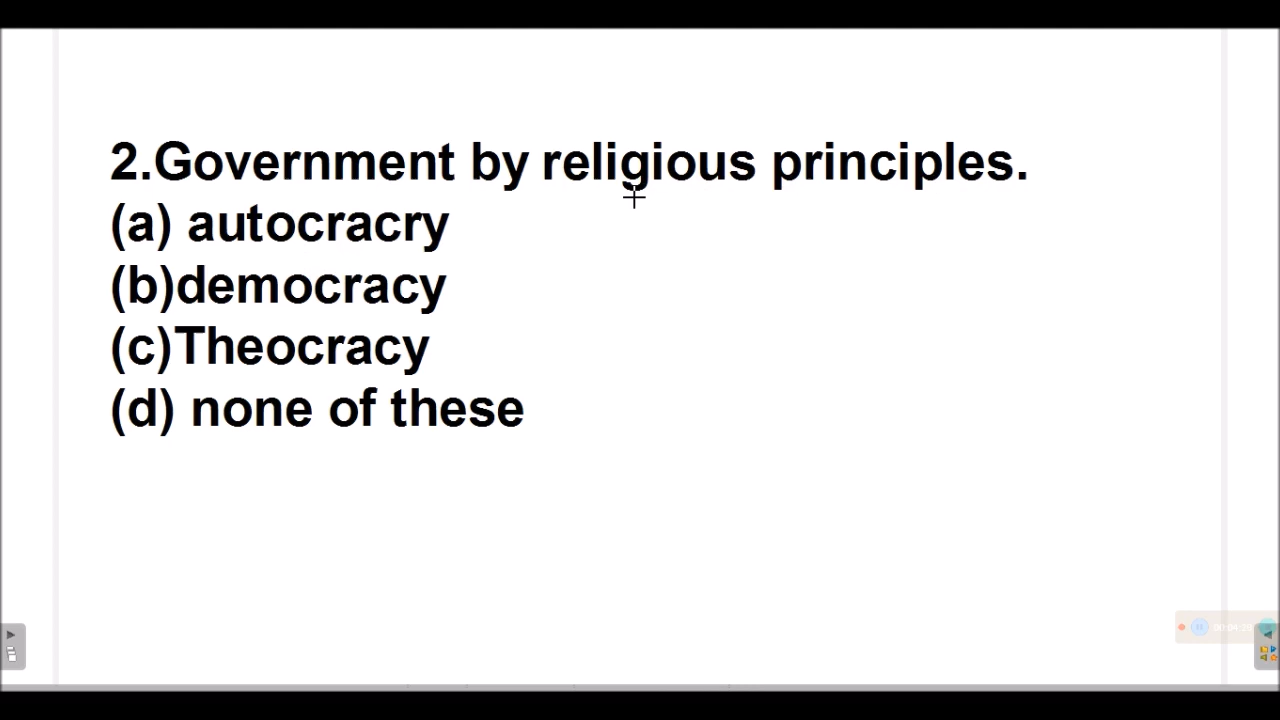 2.Government by religious principles.
(a) autocracry
(b)democracy
(c)Theocracy
(d) none of these